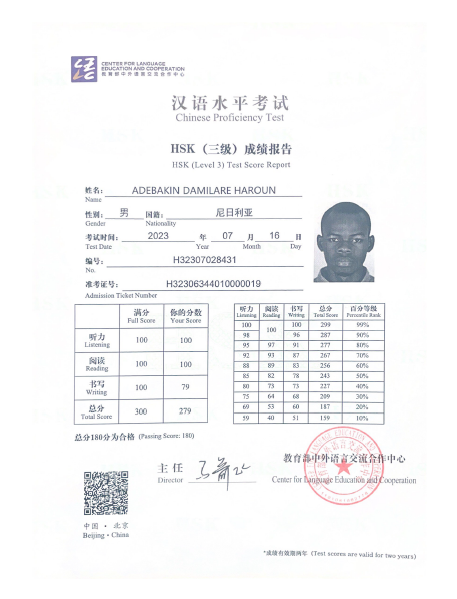 CENTER FOR LANGUAGE
EDUCATION AND COOPERATION
教育部中外语言交流合作中心
汉语水平考试
Chinese Proficiency Test
HSK（三级）成绩报告
HSK (Level 3) Test Score Report
姓名： ADEBAKIN DAMILARE HAROUN
Name
性别： 男 国籍： 尼日利亚
Gender Nationality
考试时间： 2023 年 07 月 16 日
Test Date Year Month Day
编号： H32307028431
No.
准考证号： H32306344010000019
Admission Ticket Number
满分 你的分数
Full Score Your Score
听力 100 100
Listening
阅读 100 100
Reading
书写 100 79
Writing
总分 300 279
Total Score
听力 阅读 书写 总分 百分等级
Listening Reading Writing Total Score Percentile Rank
100 100 100 299 99%
98 96 287 90%
95 97 91 277 80%
92 93 87 267 70%
88 89 83 256 60%
85 82 78 243 50%
80 73 73 227 40%
75 64 68 209 30%
69 53 60 187 20%
59 40 51 159 10%
总分180分为合格 (Passing Score: 180)
主任
Director
教育部中外语言交流合作中心
Center for Language Education and Cooperation
中国・北京
Beijing・China
*成绩有效期两年 (Test scores are valid for two years)